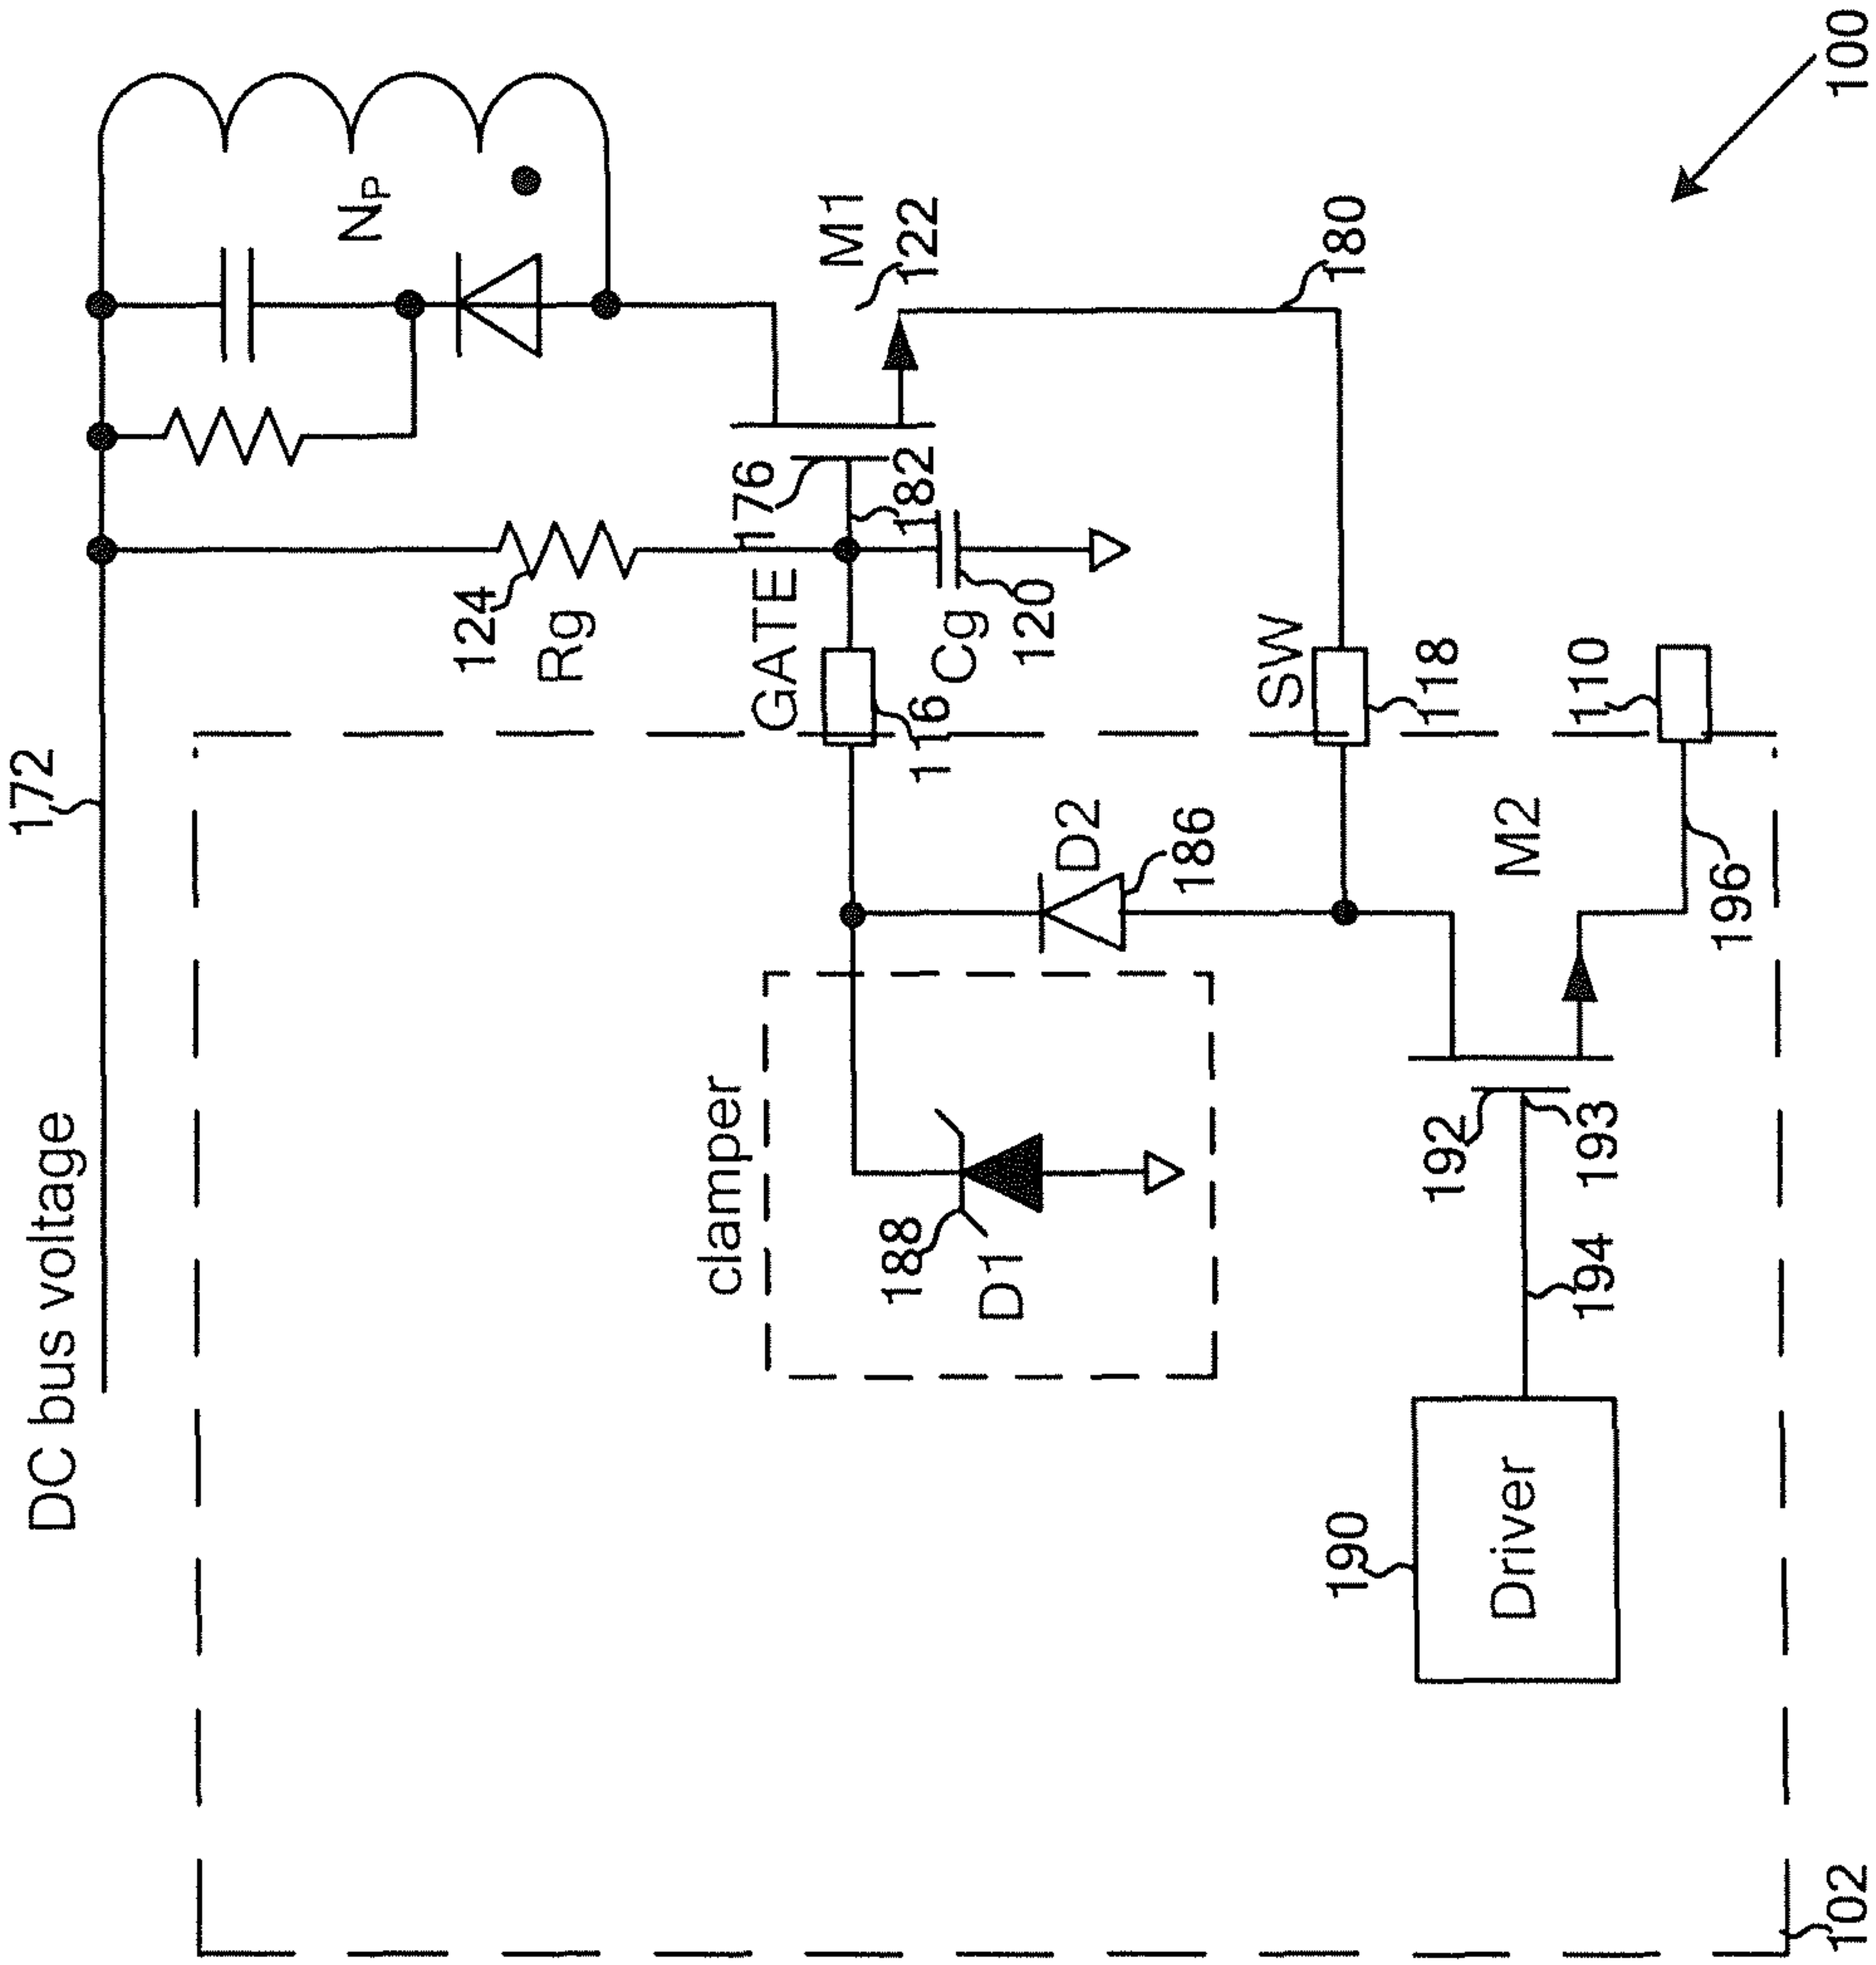 DC bus voltage
172
124
Rg
N_P
GATE
176
182
M1
122
116
Cg
120
180
SW
118
110
clamper
188
D1
D2
186
M2
196
192
193
194
190
Driver
102
100